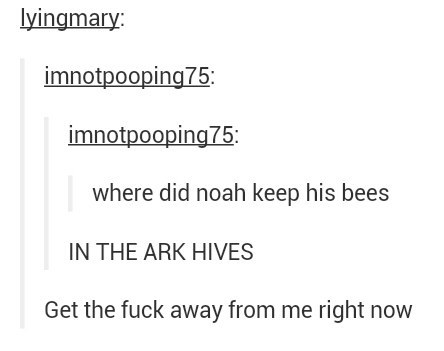 lyingmary:
imnotpooping75:
imnotpooping75:
where did noah keep his bees
IN THE ARK HIVES
Get the fuck away from me right now